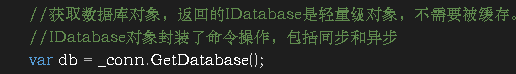 //获取数据库对象，返回的IDatabase是轻量级对象，不需要被缓存。
//IDatabase对象封装了命令操作，包括同步和异步
var db = _conn.GetDatabase();